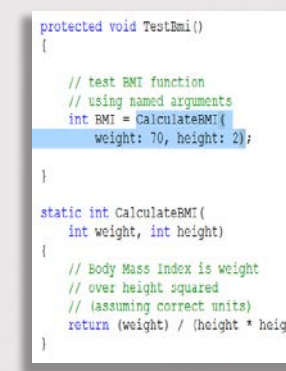 protected void TestBmi()
{
// test BMI function
// using named arguments
int BMI = CalculateBMI(
weight: 70, height: 2);
}
static int CalculateBMI(
int weight, int height)
{
// Body Mass Index is weight
// over height squared
// (assuming correct units)
return (weight) / (height * heig
}